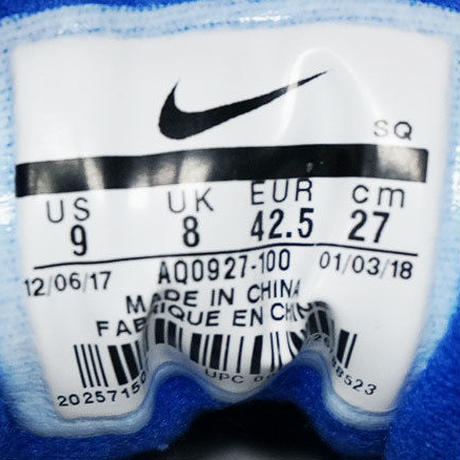 SQ
US UK EUR cm
9 8 42.5 27
12/06/17 AQ0927-100 01/03/18
MADE IN CHINA
FABRIQUE EN CHINE
UPC